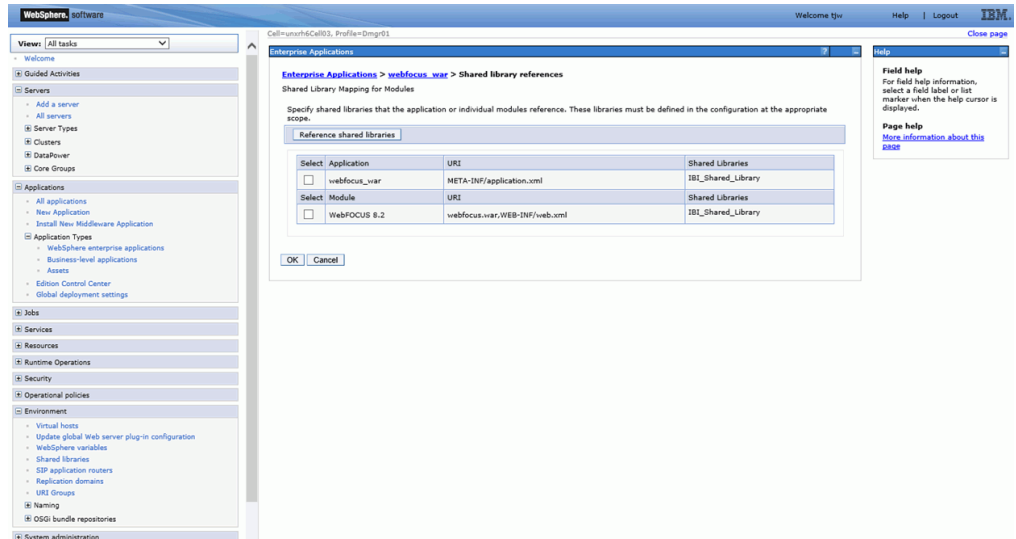 WebSphere. software
Welcome tjw
Help | Logout
IBM.
Cell=unxrh6Cell03, Profile=Dmgr01
Close page
View: All tasks
Welcome
Guided Activities
Servers
Add a server
All servers
Server Types
Clusters
DataPower
Core Groups
Applications
All applications
New Application
Install New Middleware Application
Application Types
WebSphere enterprise applications
Business-level applications
Assets
Edition Control Center
Global deployment settings
Jobs
Services
Resources
Runtime Operations
Security
Operational policies
Environment
Virtual hosts
Update global Web server plug-in configuration
WebSphere variables
Shared libraries
SIP application routers
Replication domains
URI Groups
Naming
OSGi bundle repositories
System administration
Enterprise Applications
?
Enterprise Applications > webfocus_war > Shared library references
Shared Library Mapping for Modules
Specify shared libraries that the application or individual modules reference. These libraries must be defined in the configuration at the appropriate
scope.
Reference shared libraries
Select Application URI Shared Libraries
webfocus_war META-INF/application.xml IBI_Shared_Library
Select Module URI Shared Libraries
WebFOCUS 8.2 webfocus.war,WEB-INF/web.xml IBI_Shared_Library
OK Cancel
Help
Field help
For field help information,
select a field label or list
marker when the help cursor is
displayed.
Page help
More information about this
page